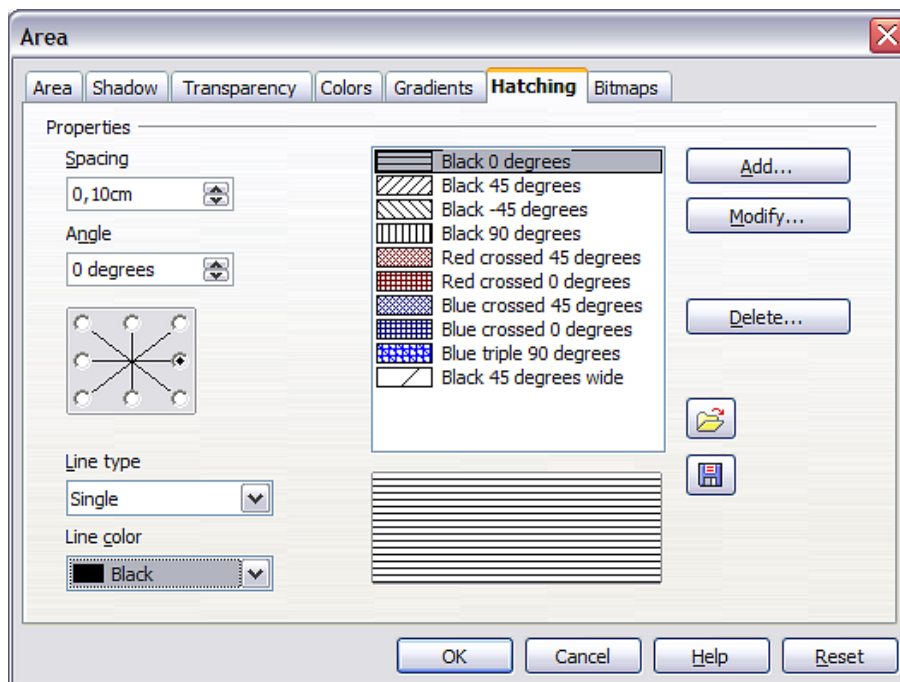 Area
Area Shadow Transparency Colors Gradients Hatching Bitmaps
Properties
Spacing
0,10cm
Angle
0 degrees
Line type
Single
Line color
Black
Black 0 degrees
Black 45 degrees
Black -45 degrees
Black 90 degrees
Red crossed 45 degrees
Red crossed 0 degrees
Blue crossed 45 degrees
Blue crossed 0 degrees
Blue triple 90 degrees
Black 45 degrees wide
Add...
Modify...
Delete...
OK Cancel Help Reset